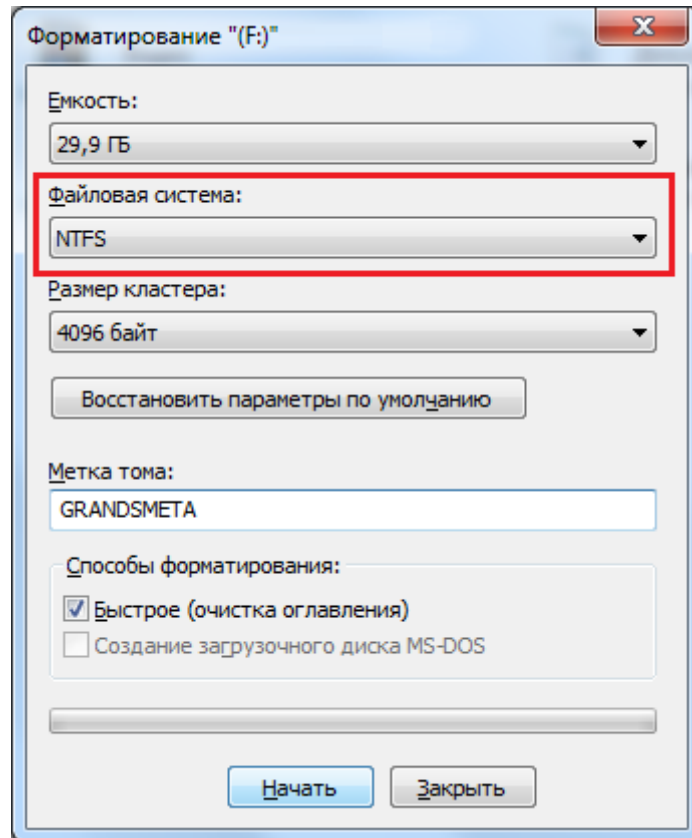 Форматирование "(F:)"
Емкость:
29,9 ГБ
Файловая система:
NTFS
Размер кластера:
4096 байт
Восстановить параметры по умолчанию
Метка тома:
GRANDSMETA
Способы форматирования:
Быстрое (очистка оглавления)
Создание загрузочного диска MS-DOS
Начать
Закрыть